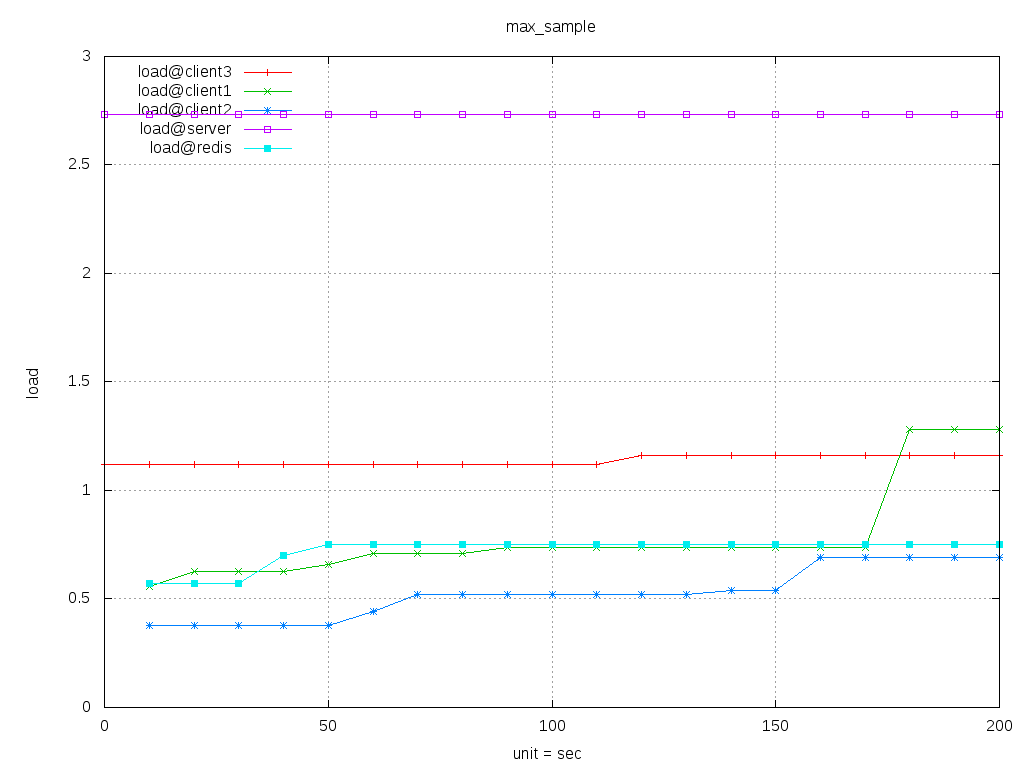 max_sample
3
load@client3
load@client1
load@client2
load@server
load@redis
2.5
2
1.5
load
1
0.5
0
0 50 100 150 200
unit = sec